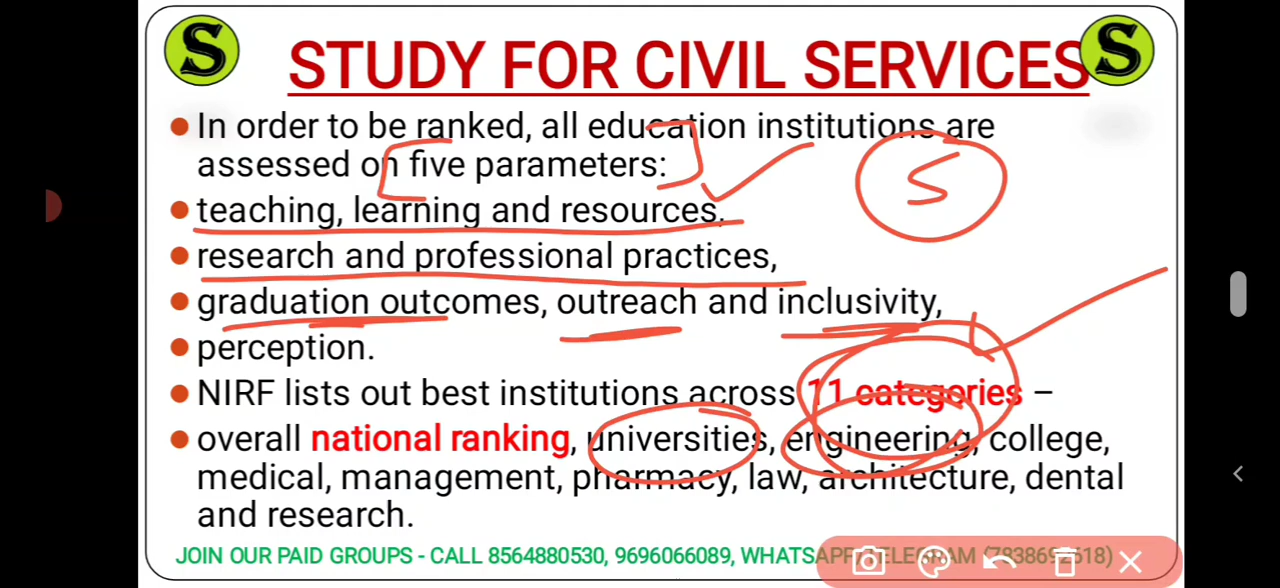 S STUDY FOR CIVIL SERVICES S
In order to be ranked, all education institutions are
assessed on five parameters:
teaching, learning and resources,
research and professional practices,
graduation outcomes, outreach and inclusivity,
perception.
NIRF lists out best institutions across 11 categories –
overall national ranking, universities, engineering, college,
medical, management, pharmacy, law, architecture, dental
and research.
JOIN OUR PAID GROUPS - CALL 8564880530, 9696066089, WHATSAPP/TELEGRAM
S